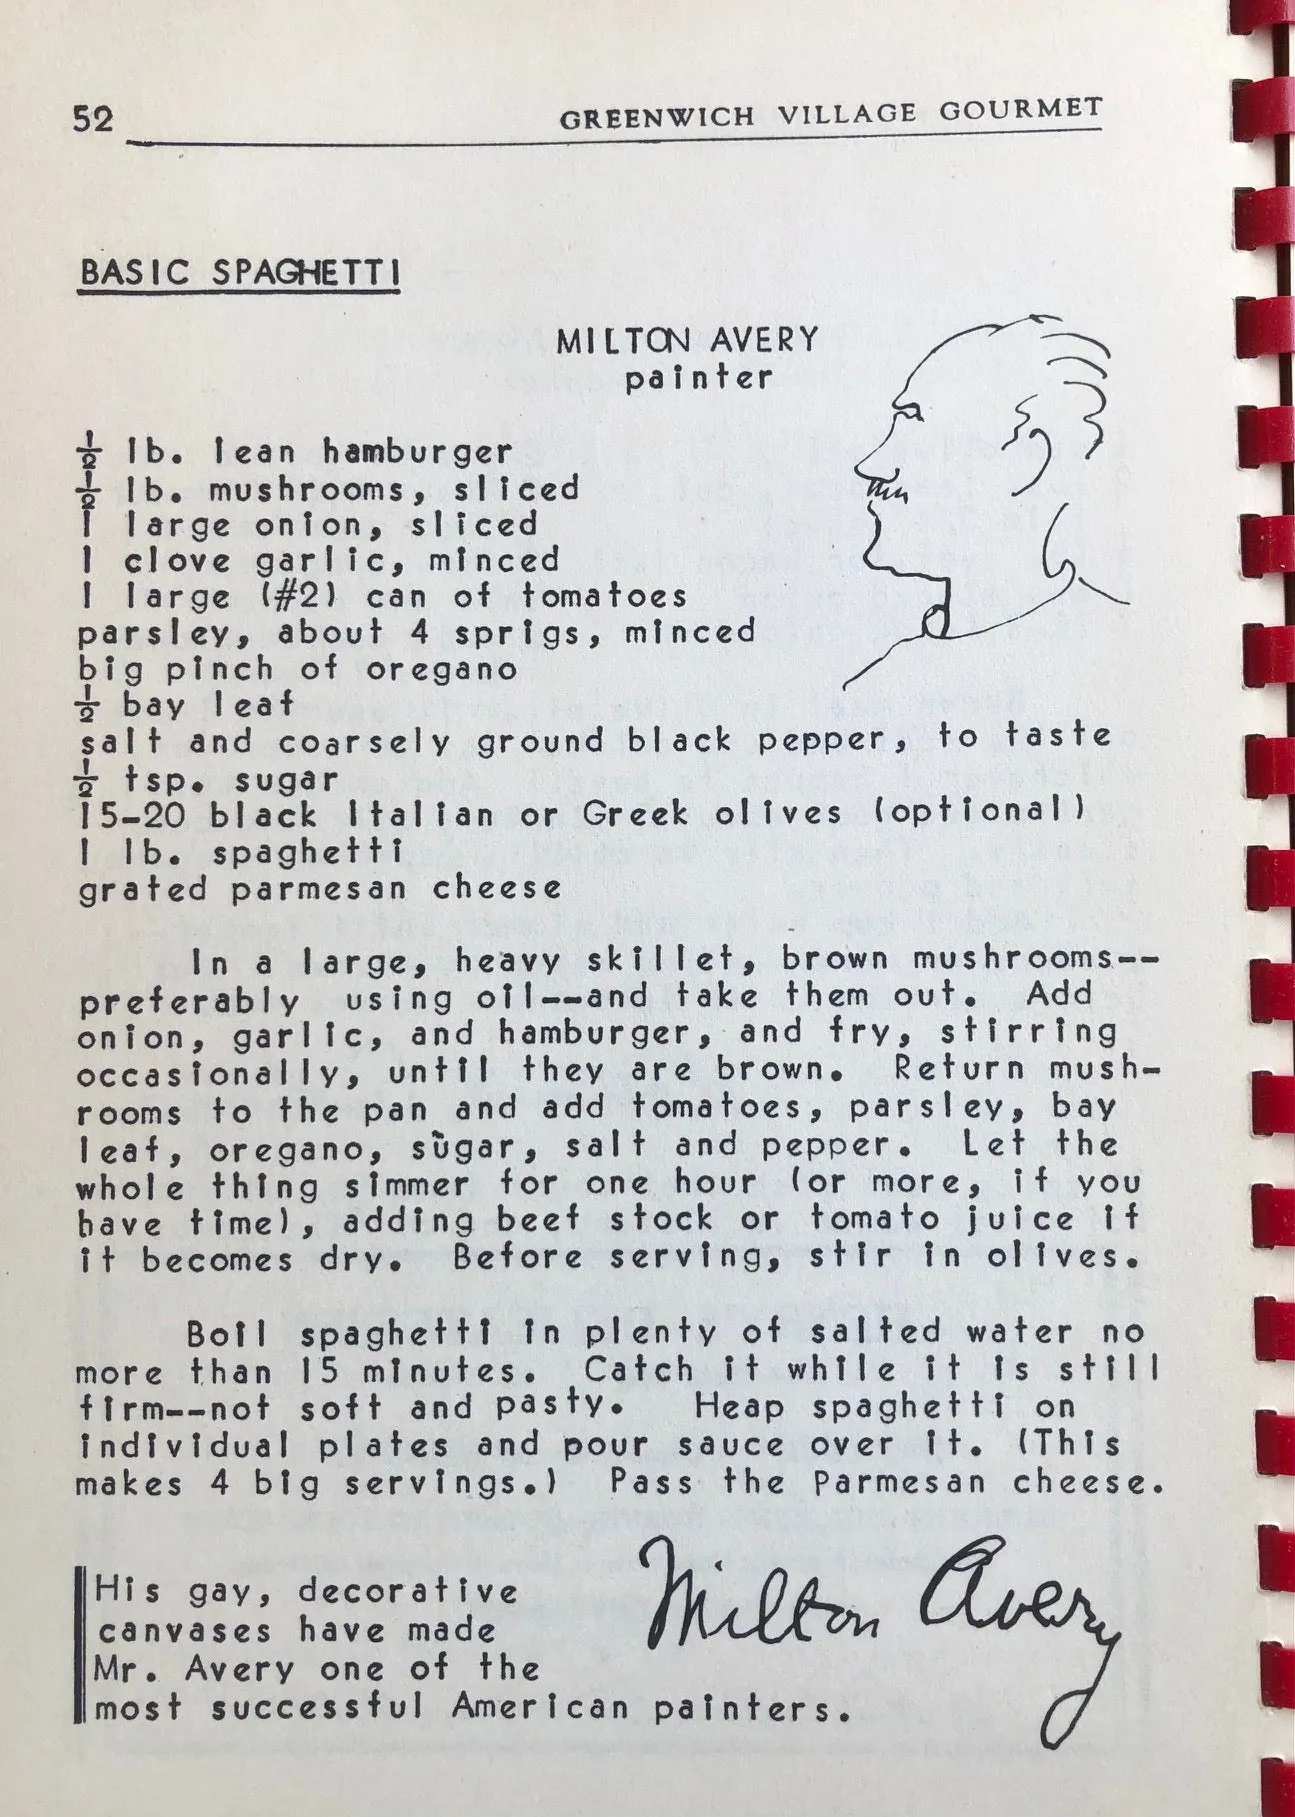 52 GREENWICH VILLAGE GOURMET
BASIC SPAGHETTI
MILTON AVERY
painter
½ lb. lean hamburger
½ lb. mushrooms, sliced
1 large onion, sliced
1 clove garlic, minced
1 large (#2) can of tomatoes
parsley, about 4 sprigs, minced
big pinch of oregano
½ bay leaf
salt and coarsely ground black pepper, to taste
½ tsp. sugar
15-20 black Italian or Greek olives (optional)
1 lb. spaghetti
grated parmesan cheese
In a large, heavy skillet, brown mushrooms--
preferably using oil--and take them out. Add
onion, garlic, and hamburger, and fry, stirring
occasionally, until they are brown. Return mush-
rooms to the pan and add tomatoes, parsley, bay
leaf, oregano, sugar, salt and pepper. Let the
whole thing simmer for one hour (or more, if you
have time), adding beef stock or tomato juice if
it becomes dry. Before serving, stir in olives.
Boil spaghetti in plenty of salted water no
more than 15 minutes. Catch it while it is still
firm--not soft and pasty. Heap spaghetti on
individual plates and pour sauce over it. (This
makes 4 big servings.) Pass the Parmesan cheese.
His gay, decorative
canvases have made
Mr. Avery one of the
most successful American painters.
Milton Avery